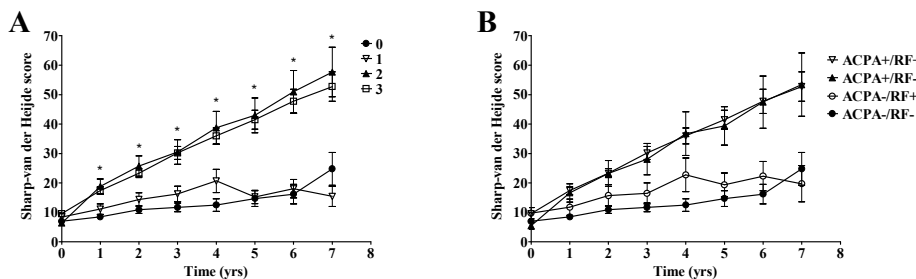 A
Sharp-van der Heijde score
70
60
50
40
30
20
10
0
* * * * * * *
0 1 2 3 4 5 6 7 8
Time (yrs)
0
1
2
3
B
Sharp-van der Heijde score
70
60
50
40
30
20
10
0
0 1 2 3 4 5 6 7 8
Time (yrs)
ACPA+/RF+
ACPA+/RF-
ACPA-/RF+
ACPA-/RF-